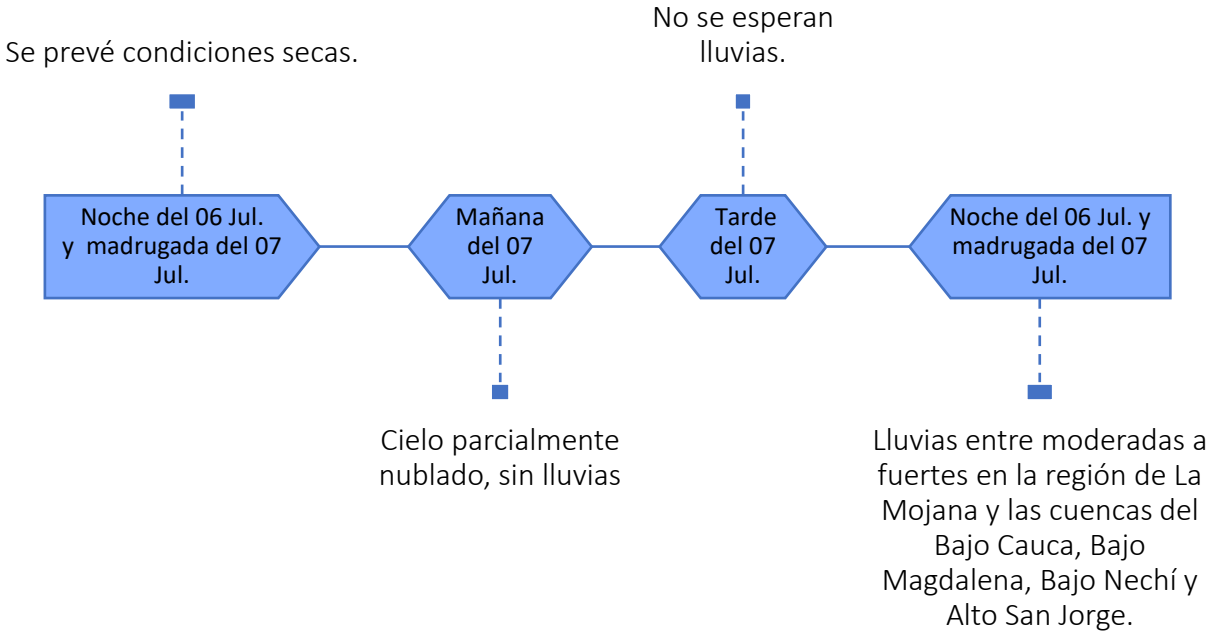 Se prevé condiciones secas.
No se esperan
lluvias.
Noche del 06 Jul.
y madrugada del 07
Jul.
Mañana
del 07
Jul.
Tarde
del 07
Jul.
Noche del 06 Jul. y
madrugada del 07
Jul.
Cielo parcialmente
nublado, sin lluvias
Lluvias entre moderadas a
fuertes en la región de La
Mojana y las cuencas del
Bajo Cauca, Bajo
Magdalena, Bajo Nechí y
Alto San Jorge.